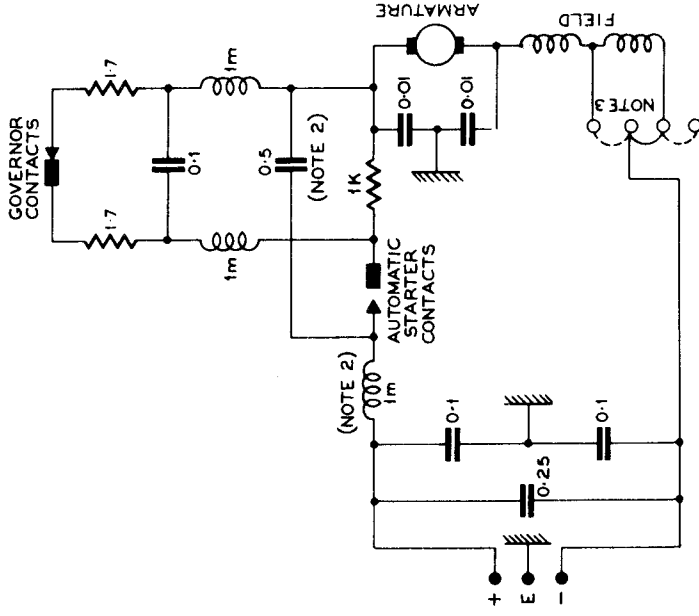 GOVERNOR
CONTACTS
1·7
1·7
0·1
1m
1m
0·5
(NOTE 2)
1K
AUTOMATIC
STARTER
CONTACTS
(NOTE 2)
1m
0·01
0·01
ARMATURE
FIELD
NOTE 3
0·1
0·1
0·25
+
E
−